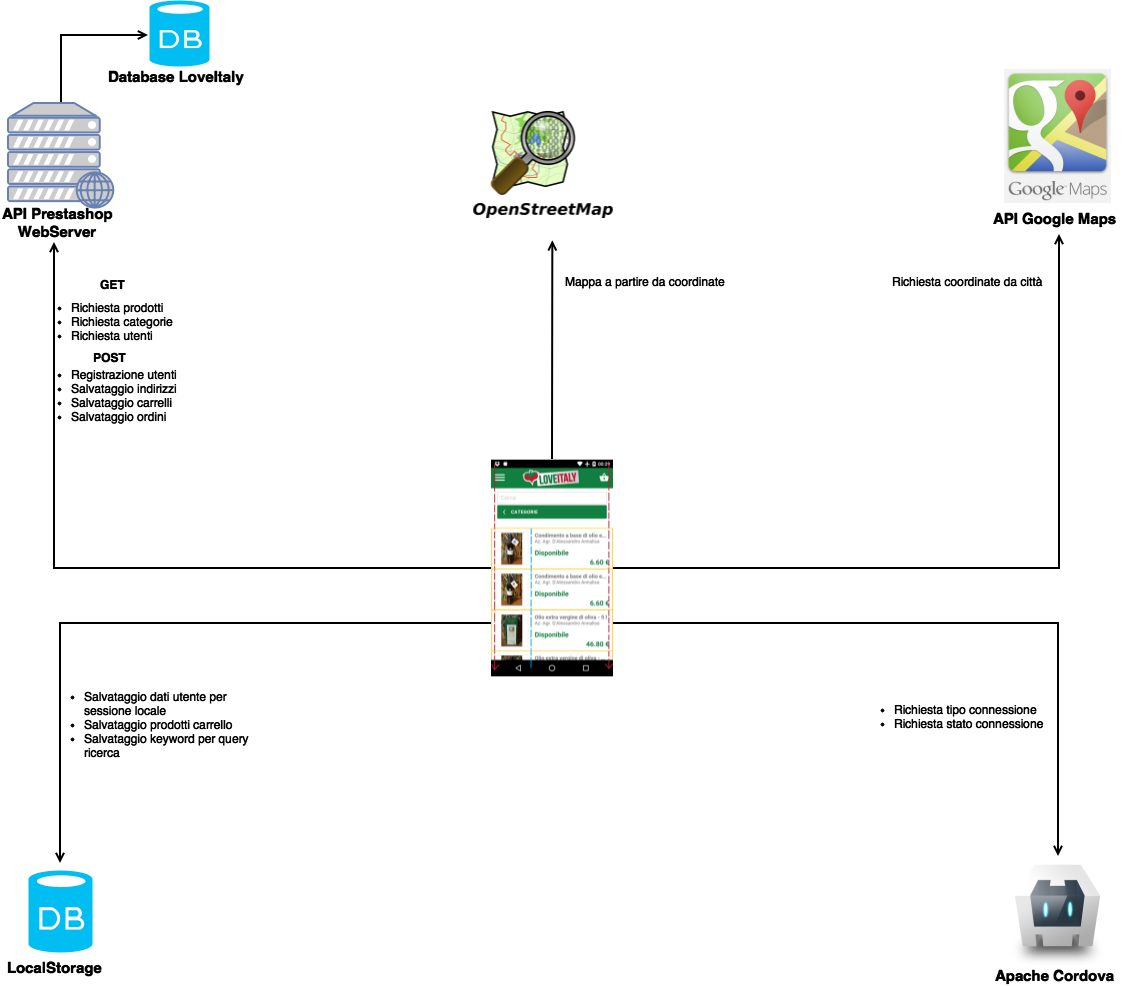 DB
Database LoveItaly
API Prestashop
WebServer
OpenStreetMap
Google Maps
API Google Maps
GET
Richiesta prodotti
Richiesta categorie
Richiesta utenti
POST
Registrazione utenti
Salvataggio indirizzi
Salvataggio carrelli
Salvataggio ordini
Mappa a partire da coordinate
Richiesta coordinate da città
LOVEITALY
CATEGORIE
Condimento a base di olio e...
Az. Agr. D'Alessandro Annalisa
Disponibile
6.60 €
Condimento a base di olio e...
Az. Agr. D'Alessandro Annalisa
Disponibile
6.60 €
Olio extra vergine di oliva - 5 l
Az. Agr. D'Alessandro Annalisa
Disponibile
46.80 €
Olio extra vergine di oliva - ...
Salvataggio dati utente per
sessione locale
Salvataggio prodotti carrello
Salvataggio keyword per query
ricerca
Richiesta tipo connessione
Richiesta stato connessione
DB
LocalStorage
Apache Cordova